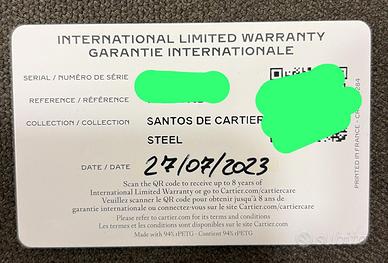 INTERNATIONAL LIMITED WARRANTY
GARANTIE INTERNATIONALE
SERIAL / NUMÉRO DE SÉRIE
REFERENCE / RÉFÉRENCE
COLLECTION / COLLECTION SANTOS DE CARTIER
STEEL
DATE / DATE 27/07/2023
Scan the QR code to receive up to 8 years of
International Limited Warranty or go to Cartier.com/cartiercare
Veuillez scanner le QR code pour obtenir jusqu'à 8 ans de
garantie internationale ou connectez-vous sur le site Cartier.com/cartiercare
Please refer to cartier.com for its terms and conditions
Les termes et les conditions sont disponibles sur le site Cartier.com
Made with 94% rPETG - Contient 94% rPETG
PRINTED IN FRANCE
subito